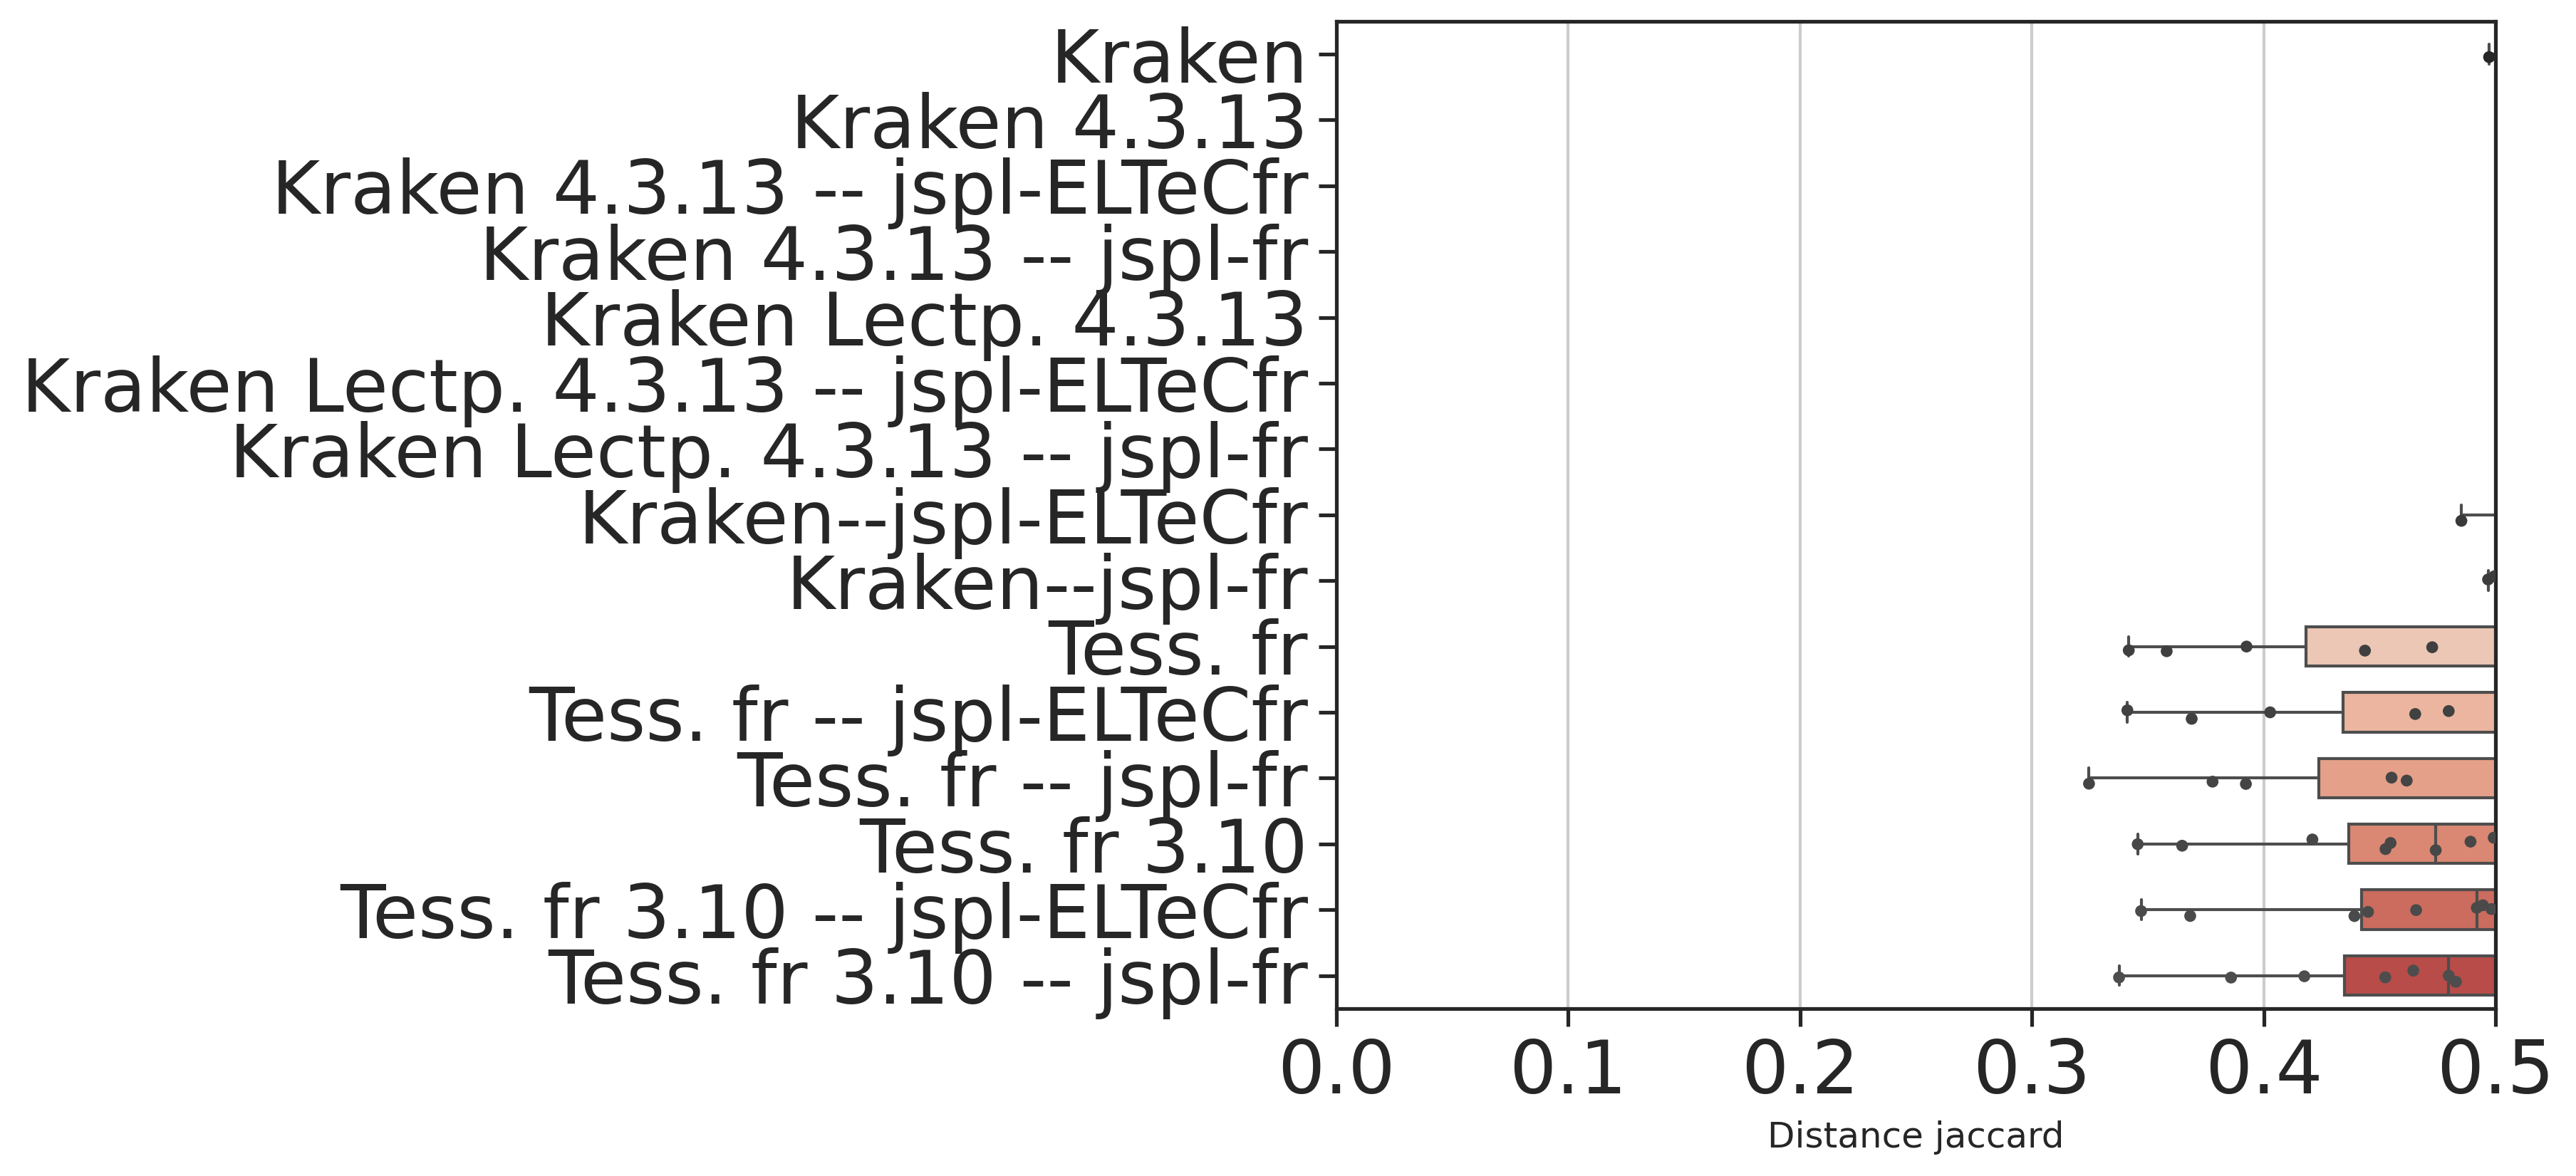 Kraken
Kraken 4.3.13
Kraken 4.3.13 -- jspl-ELTeCfr
Kraken 4.3.13 -- jspl-fr
Kraken Lectp. 4.3.13
Kraken Lectp. 4.3.13 -- jspl-ELTeCfr
Kraken Lectp. 4.3.13 -- jspl-fr
Kraken--jspl-ELTeCfr
Kraken--jspl-fr
Tess. fr
Tess. fr -- jspl-ELTeCfr
Tess. fr -- jspl-fr
Tess. fr 3.10
Tess. fr 3.10 -- jspl-ELTeCfr
Tess. fr 3.10 -- jspl-fr
0.0 0.1 0.2 0.3 0.4 0.5
Distance jaccard